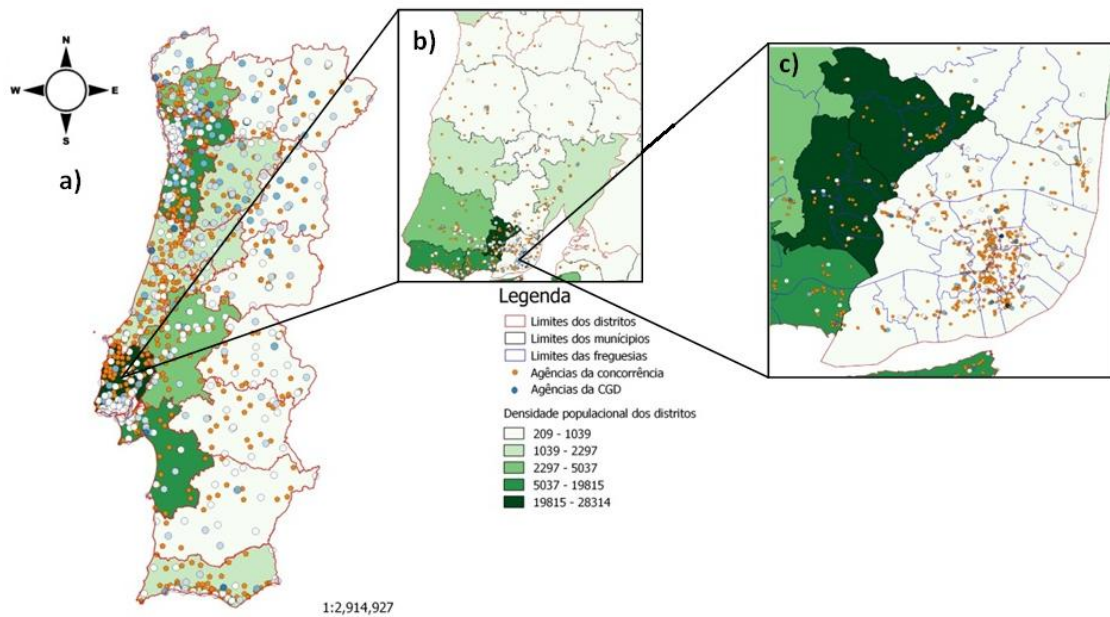 N
W
E
S
a)
b)
c)
Legenda
Limites dos distritos
Limites dos munícipios
Limites das freguesias
Agências da concorrência
Agências da CGD
Densidade populacional dos distritos
209 - 1039
1039 - 2297
2297 - 5037
5037 - 19815
19815 - 28314
1:2,914,927